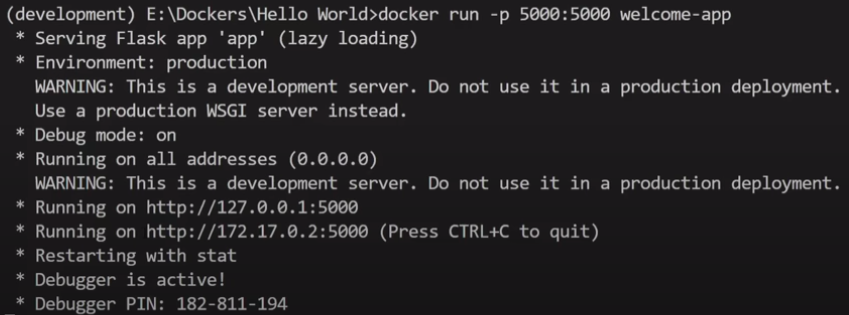 (development) E:\Dockers\Hello World>docker run -p 5000:5000 welcome-app
* Serving Flask app 'app' (lazy loading)
* Environment: production
WARNING: This is a development server. Do not use it in a production deployment.
Use a production WSGI server instead.
* Debug mode: on
* Running on all addresses (0.0.0.0)
WARNING: This is a development server. Do not use it in a production deployment.
* Running on http://127.0.0.1:5000
* Running on http://172.17.0.2:5000 (Press CTRL+C to quit)
* Restarting with stat
* Debugger is active!
* Debugger PIN: 182-811-194